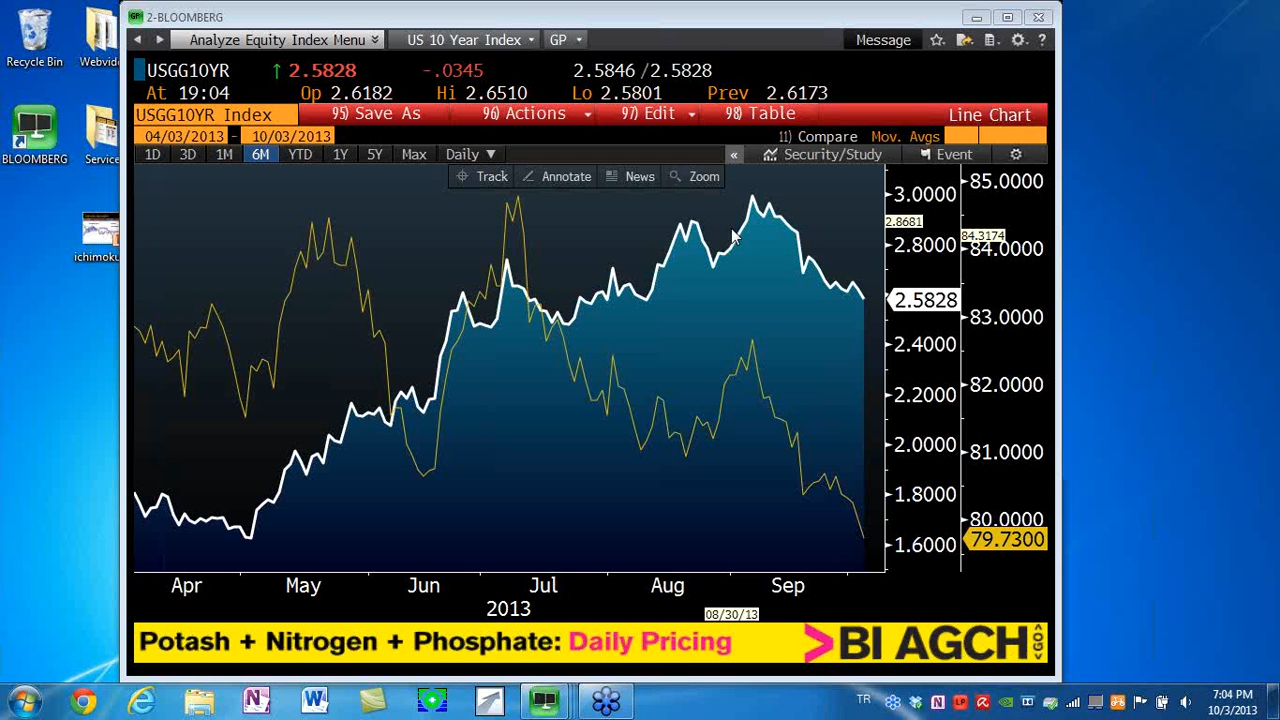 2-BLOOMBERG
Analyze Equity Index Menu US 10 Year Index GP Message ?
USGG10YR ↑ 2.5828 -.0345 2.5846 /2.5828
At 19:04 Op 2.6182 Hi 2.6510 Lo 2.5801 Prev 2.6173
USGG10YR Index 95) Save As 96) Actions 97) Edit 98) Table Line Chart
04/03/2013 - 10/03/2013 11) Compare Mov. Avgs
1D 3D 1M 6M YTD 1Y 5Y Max Daily ▼ « Security/Study Event
Track Annotate News Zoom
3.0000 85.0000
2.8681 84.3174
2.8000 84.0000
2.5828 83.0000
2.4000
2.2000 82.0000
2.0000 81.0000
1.8000 80.0000
1.6000 79.7300
Apr May Jun Jul Aug Sep
2013
08/30/13
Potash + Nitrogen + Phosphate: Daily Pricing BI AGCH <GO>
Recycle Bin
Webvid
BLOOMBERG
Service
ichimoku
TR
7:04 PM
10/3/2013